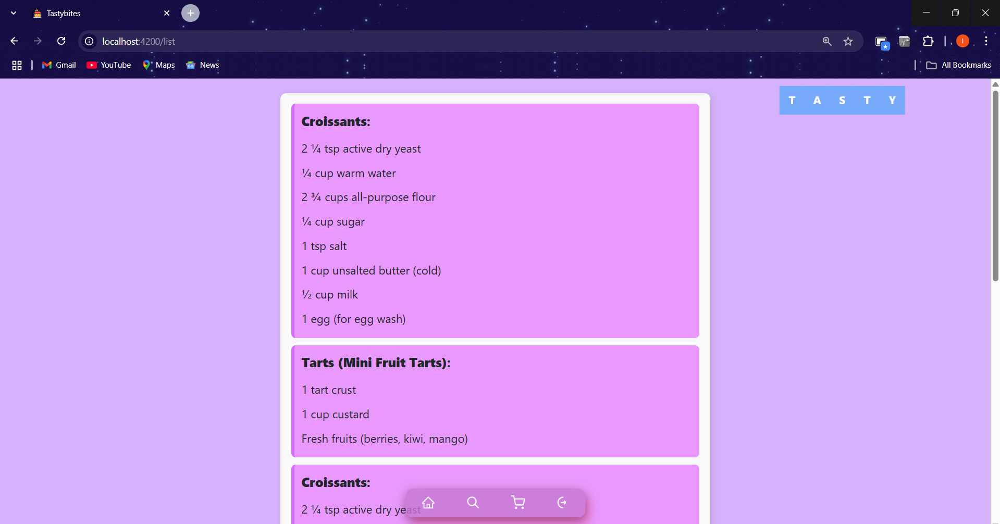 Tastybites
localhost:4200/list
I
Gmail YouTube Maps News All Bookmarks
T A S T Y
Croissants:
2 ¼ tsp active dry yeast
¼ cup warm water
2 ¾ cups all-purpose flour
¼ cup sugar
1 tsp salt
1 cup unsalted butter (cold)
½ cup milk
1 egg (for egg wash)
Tarts (Mini Fruit Tarts):
1 tart crust
1 cup custard
Fresh fruits (berries, kiwi, mango)
Croissants:
2 ¼ tsp active dry yeast